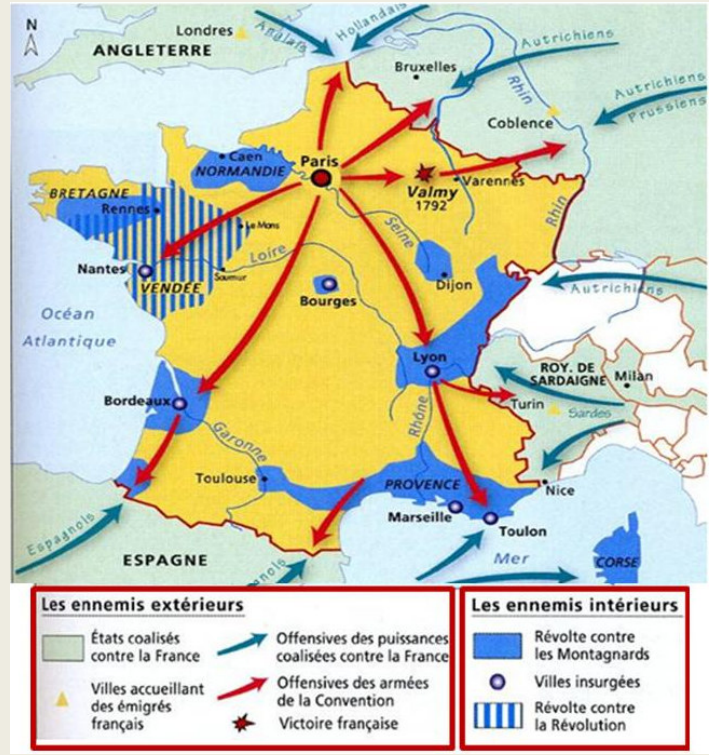 N
Londres
ANGLETERRE
Anglais
Hollandais
Bruxelles
Autrichiens
Rhin
Autrichiens
Prussiens
Coblence
Caen
NORMANDIE
Paris
Valmy
1792
Varennes
BRETAGNE
Rennes
Le Mans
Rhin
Seine
Loire
Nantes
Saumur
VENDÉE
Bourges
Dijon
Autrichiens
Océan
Atlantique
Lyon
ROY. DE
SARDAIGNE
Milan
Turin
Sardes
Bordeaux
Rhône
Garonne
Toulouse
PROVENCE
Nice
Marseille
Toulon
Espagnols
ESPAGNE
Mer
CORSE
Les ennemis extérieurs
États coalisés
contre la France
Offensives des puissances
coalisées contre la France
Villes accueillant
des émigrés
français
Offensives des armées
de la Convention
Victoire française
Les ennemis intérieurs
Révolte contre
les Montagnards
Villes insurgées
Révolte contre
la Révolution